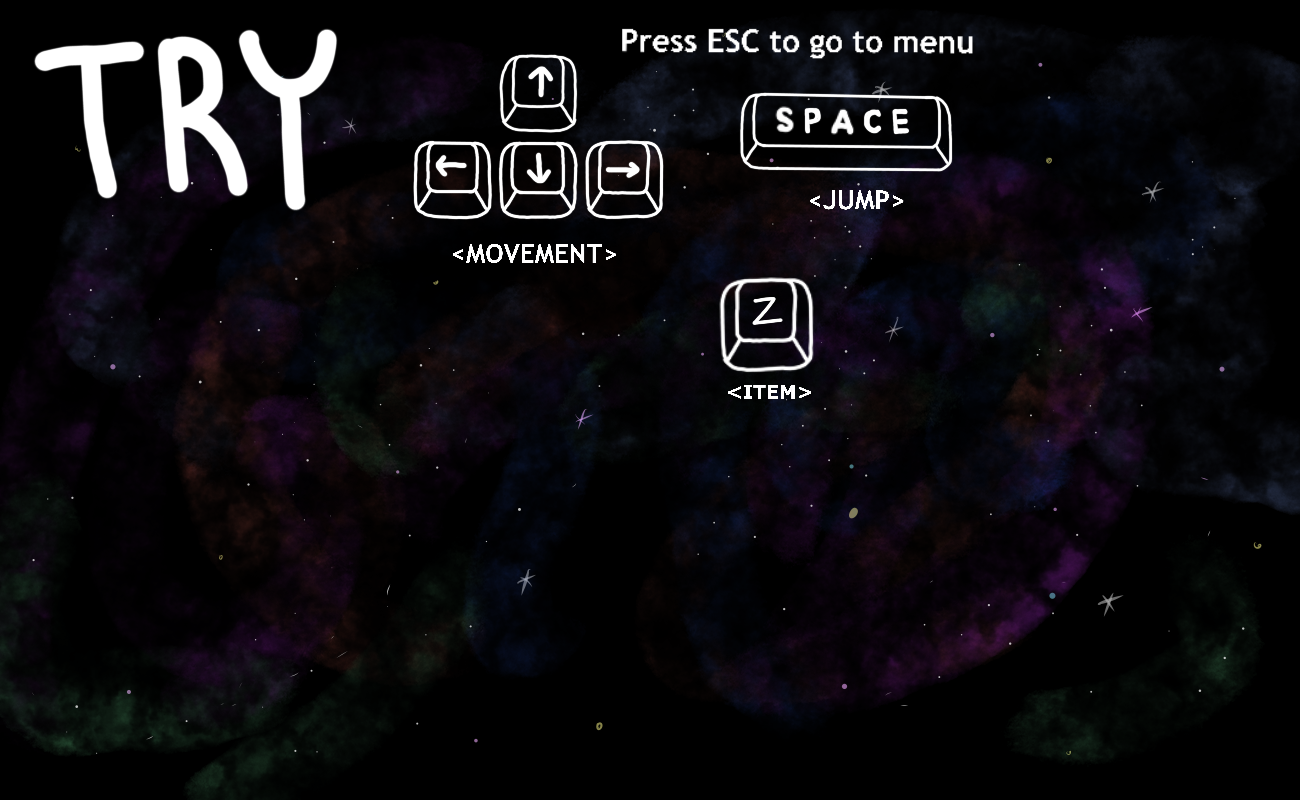 TRY
Press ESC to go to menu
↑
← ↓ →
<MOVEMENT>
SPACE
<JUMP>
Z
<ITEM>